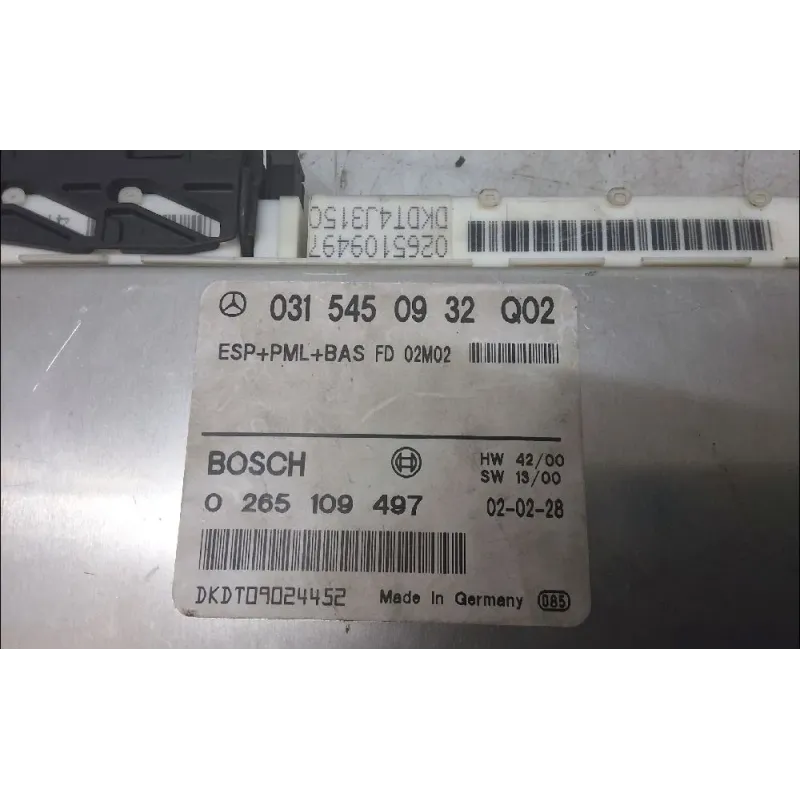 0265109497
DKDT4J315C
031 545 09 32 Q02
ESP+PML+BAS FD 02M02
BOSCH
HW 42/00
SW 13/00
0 265 109 497
02-02-28
DKDT09024452
Made in Germany
085